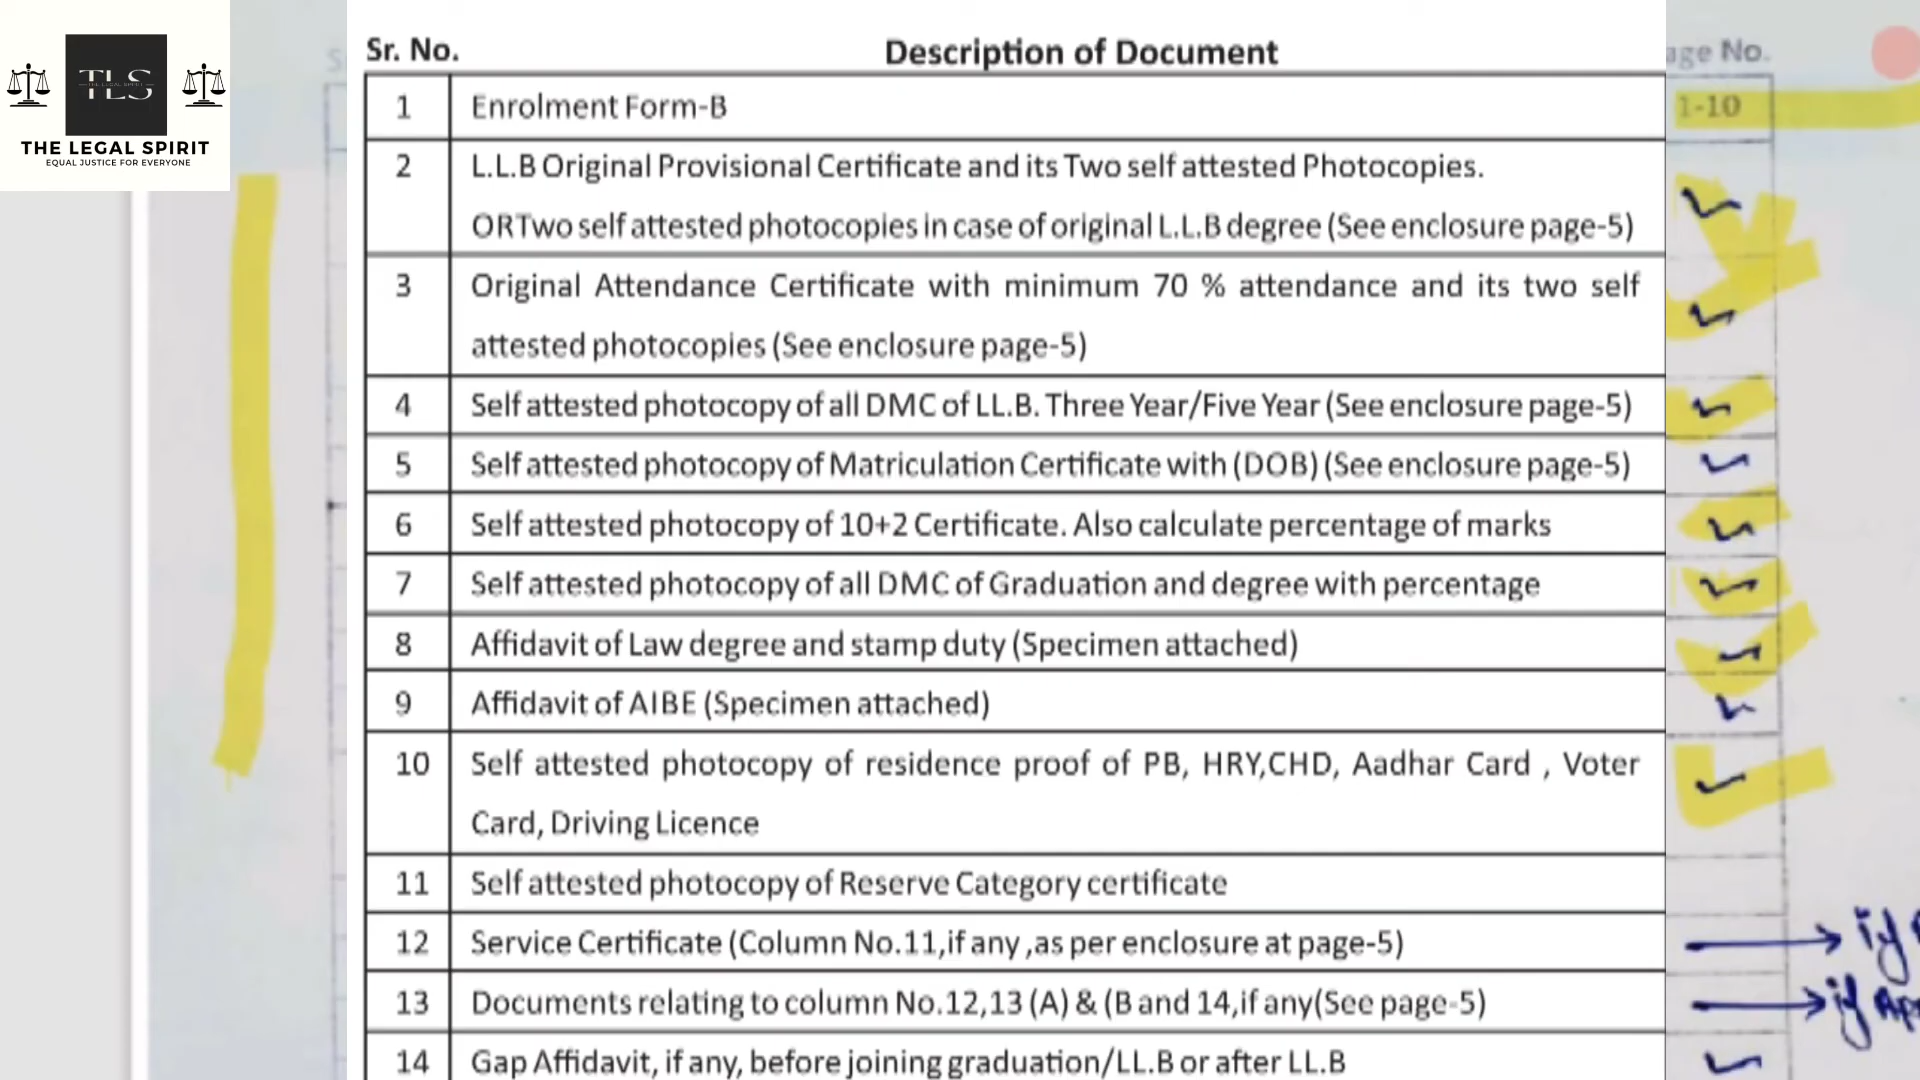 TLS
THE LEGAL SPIRIT
THE LEGAL SPIRIT
EQUAL JUSTICE FOR EVERYONE
Sr. No. Description of Document
age No.
1 Enrolment Form-B
1-10
2 L.L.B Original Provisional Certificate and its Two self attested Photocopies.
ORTwo self attested photocopies in case of original L.L.B degree (See enclosure page-5)
3 Original Attendance Certificate with minimum 70 % attendance and its two self
attested photocopies (See enclosure page-5)
4 Self attested photocopy of all DMC of LL.B. Three Year/Five Year (See enclosure page-5)
5 Self attested photocopy of Matriculation Certificate with (DOB) (See enclosure page-5)
6 Self attested photocopy of 10+2 Certificate. Also calculate percentage of marks
7 Self attested photocopy of all DMC of Graduation and degree with percentage
8 Affidavit of Law degree and stamp duty (Specimen attached)
9 Affidavit of AIBE (Specimen attached)
10 Self attested photocopy of residence proof of PB, HRY,CHD, Aadhar Card , Voter
Card, Driving Licence
11 Self attested photocopy of Reserve Category certificate
12 Service Certificate (Column No.11,if any ,as per enclosure at page-5)
if
13 Documents relating to column No.12,13 (A) & (B and 14,if any(See page-5)
if
14 Gap Affidavit, if any, before joining graduation/LL.B or after LL.B